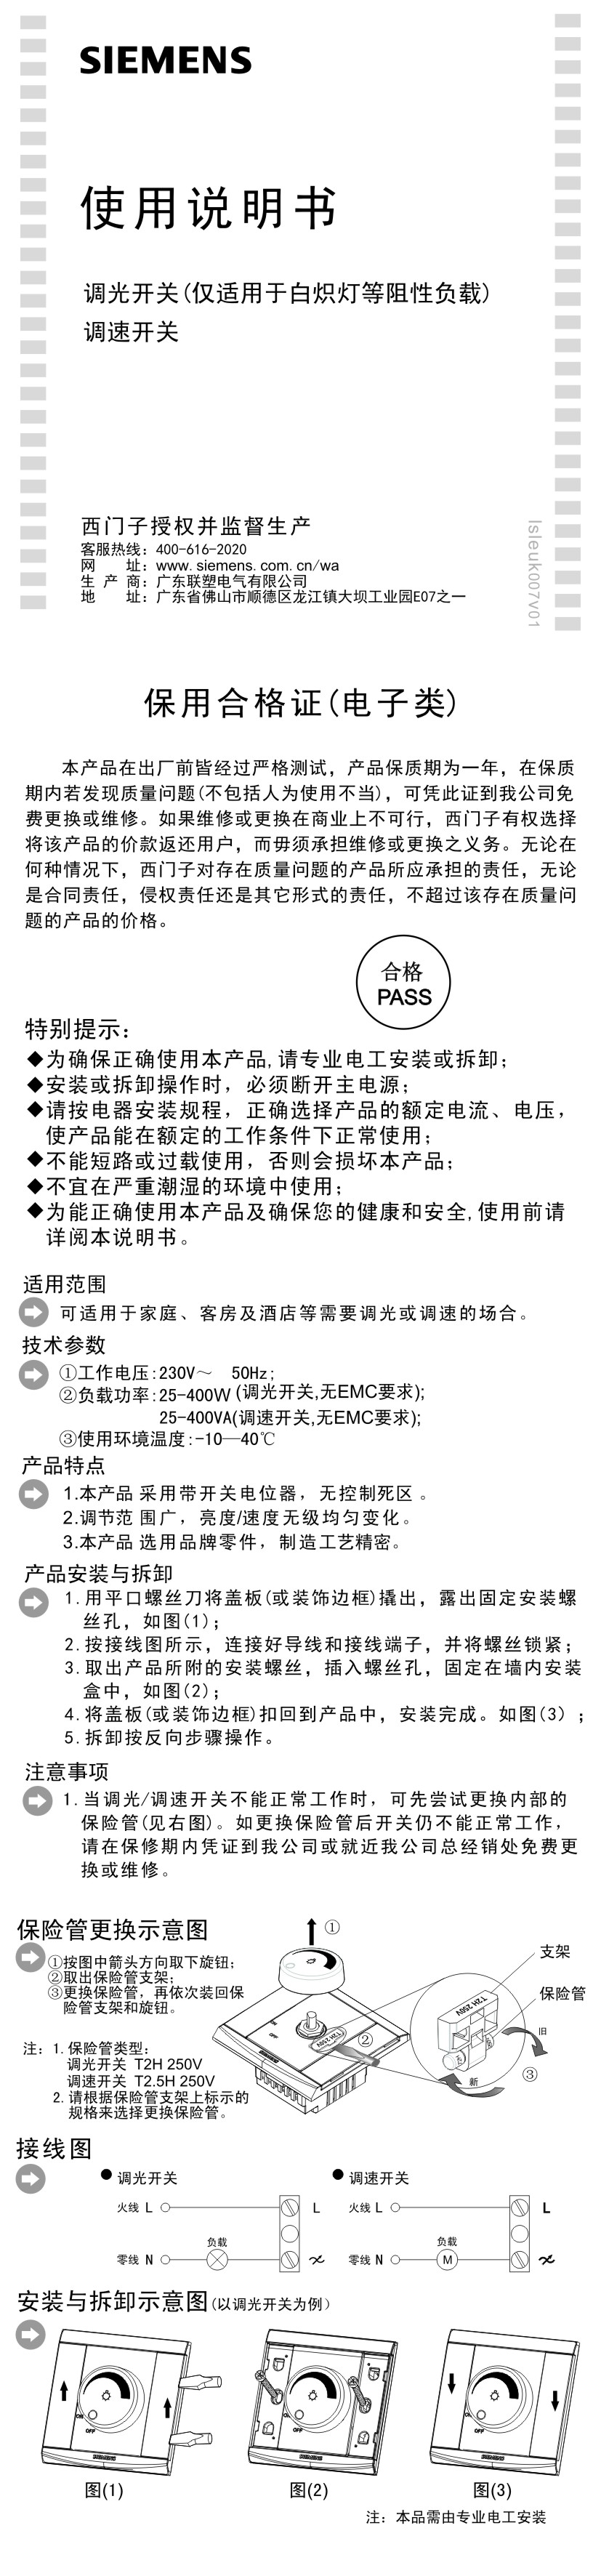 SIEMENS
使用说明书
调光开关(仅适用于白炽灯等阻性负载)
调速开关
西门子授权并监督生产
客服热线：400-616-2020
网 址：www.siemens.com.cn/wa
生 产 商：广东联塑电气有限公司
地 址：广东省佛山市顺德区龙江镇大坝工业园E07之一
Isleuk007V01
保用合格证(电子类)
本产品在出厂前皆经过严格测试，产品保质期为一年，在保质
期内若发现质量问题(不包括人为使用不当)，可凭此证到我公司免
费更换或维修。如果维修或更换在商业上不可行，西门子有权选择
将该产品的价款返还用户，而毋须承担维修或更换之义务。无论在
何种情况下，西门子对存在质量问题的产品所应承担的责任，无论
是合同责任，侵权责任还是其它形式的责任，不超过该存在质量问
题的产品的价格。
合格
PASS
特别提示：
◆为确保正确使用本产品,请专业电工安装或拆卸；
◆安装或拆卸操作时，必须断开主电源；
◆请按电器安装规程，正确选择产品的额定电流、电压，
使产品能在额定的工作条件下正常使用；
◆不能短路或过载使用，否则会损坏本产品；
◆不宜在严重潮湿的环境中使用；
◆为能正确使用本产品及确保您的健康和安全,使用前请
详阅本说明书。
适用范围
可适用于家庭、客房及酒店等需要调光或调速的场合。
技术参数
①工作电压:230V～ 50Hz；
②负载功率:25-400W(调光开关,无EMC要求);
25-400VA(调速开关,无EMC要求);
③使用环境温度:-10—40℃
产品特点
1.本产品 采用带开关电位器，无控制死区 。
2.调节范 围广，亮度/速度无级均匀变化。
3.本产品 选用品牌零件，制造工艺精密。
产品安装与拆卸
1.用平口螺丝刀将盖板(或装饰边框)撬出，露出固定安装螺
丝孔，如图(1)；
2.按接线图所示，连接好导线和接线端子，并将螺丝锁紧；
3.取出产品所附的安装螺丝，插入螺丝孔，固定在墙内安装
盒中，如图(2)；
4.将盖板(或装饰边框)扣回到产品中，安装完成。如图(3)；
5.拆卸按反向步骤操作。
注意事项
1.当调光/调速开关不能正常工作时，可先尝试更换内部的
保险管(见右图)。如更换保险管后开关仍不能正常工作，
请在保修期内凭证到我公司或就近我公司总经销处免费更
换或维修。
保险管更换示意图
①按图中箭头方向取下旋钮；
②取出保险管支架；
③更换保险管，再依次装回保
险管支架和旋钮。
注：1.保险管类型：
调光开关 T2H 250V
调速开关 T2.5H 250V
2.请根据保险管支架上标示的
规格来选择更换保险管。
①
支架
保险管
T2H 250V
旧
ON
OFF
T2H 250V
②
③
新
SIEMENS
接线图
● 调光开关
火线 L
L
负载
零线 N
● 调速开关
火线 L
L
负载
零线 N
M
安装与拆卸示意图(以调光开关为例)
ON
OFF
SIEMENS
图(1)
OFF
SIEMENS
图(2)
OFF
SIEMENS
图(3)
注：本品需由专业电工安装